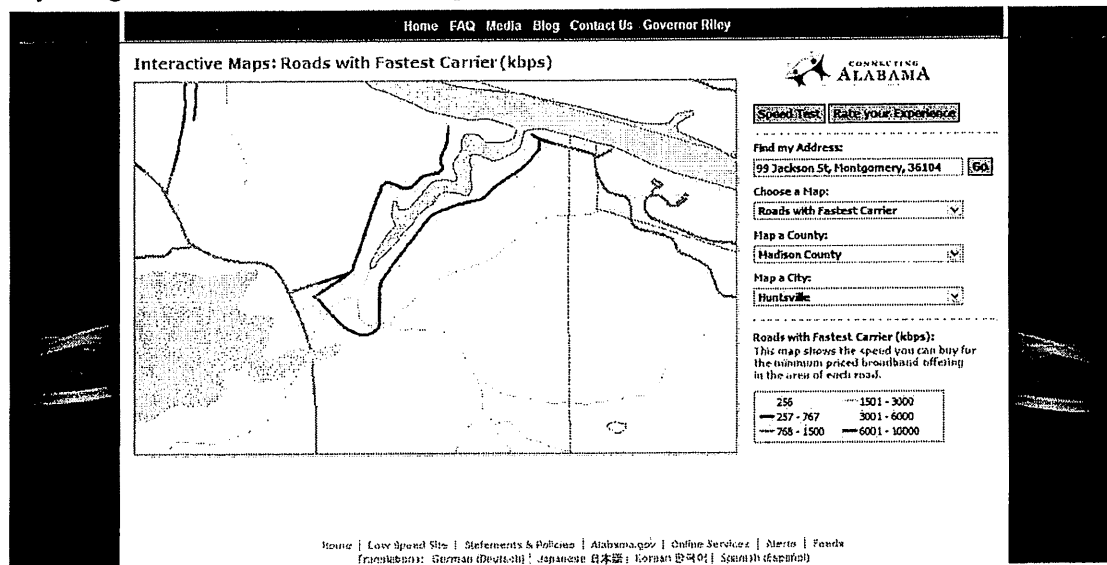 Home FAQ Media Blog Contact Us Governor Riley
Interactive Maps: Roads with Fastest Carrier (kbps)
CONNECTING
ALABAMA
Speed Test Rate your Experience
Find my Address:
99 Jackson St, Montgomery, 36104 Go
Choose a Map:
Roads with Fastest Carrier
Map a County:
Madison County
Map a City:
Huntsville
Roads with Fastest Carrier (kbps):
This map shows the speed you can buy for
the minimum priced broadband offering
in the area of each road.
256 1501 - 3000
257 - 767 3001 - 6000
768 - 1500 6001 - 10000
Home | Low Speed Site | Statements & Policies | Alabama.gov | Online Services | Alerts | Feeds
Translations: German (Deutsch) | Japanese 日本語 | Korean 한국어 | Spanish (Español)